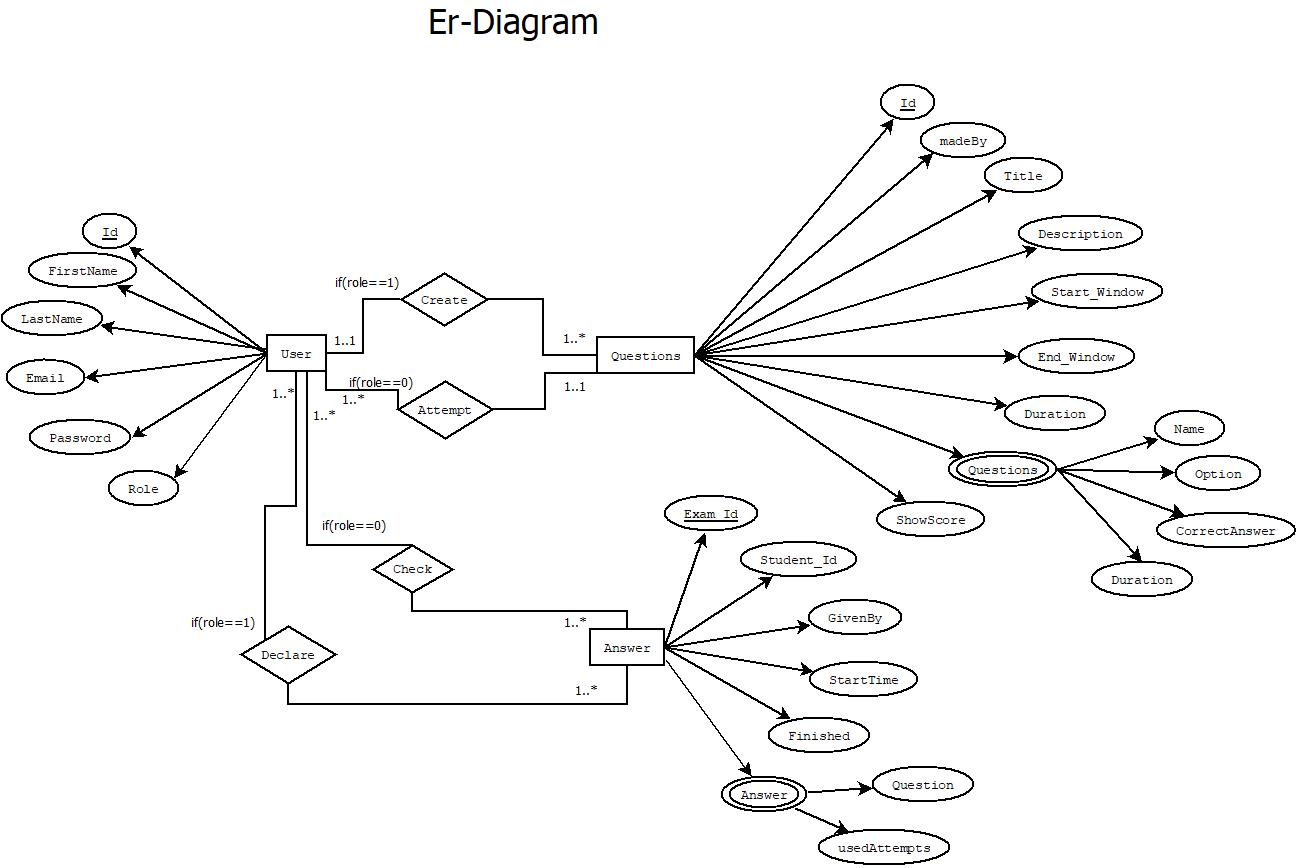 Er-Diagram
Id
madeBy
Title
Description
Start_Window
End_Window
Duration
Questions
ShowScore
Name
Option
CorrectAnswer
Duration
Id
FirstName
LastName
Email
Password
Role
User
if(role==1)
Create
1..1
1..*
Questions
if(role==0)
1..*
Attempt
1..1
1..*
1..*
if(role==0)
Check
1..*
if(role==1)
Declare
1..*
Answer
Exam_Id
Student_Id
GivenBy
StartTime
Finished
Answer
Question
usedAttempts